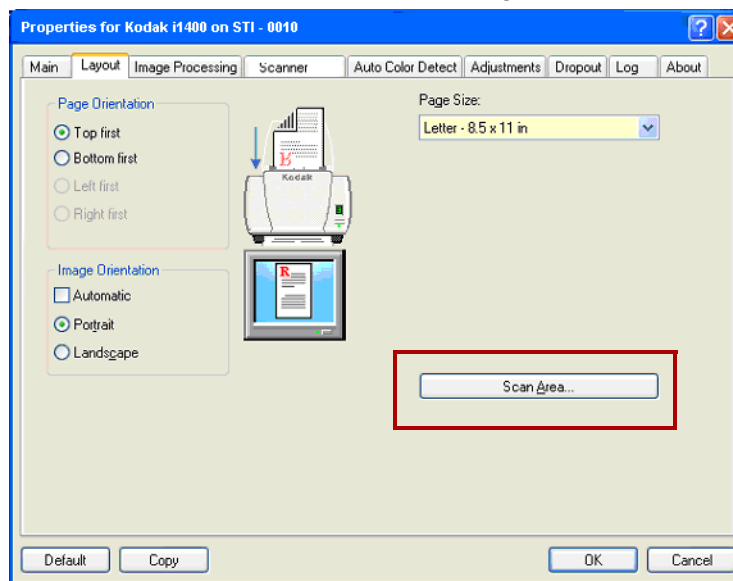 Properties for Kodak i1400 on STI - 0010
Main Layout Image Processing Scanner Auto Color Detect Adjustments Dropout Log About
Page Orientation
Top first
Bottom first
Left first
Right first
Kodak
R
Page Size:
Letter - 8.5 x 11 in
Image Orientation
Automatic
Portrait
Landscape
R
Scan Area...
Default Copy OK Cancel